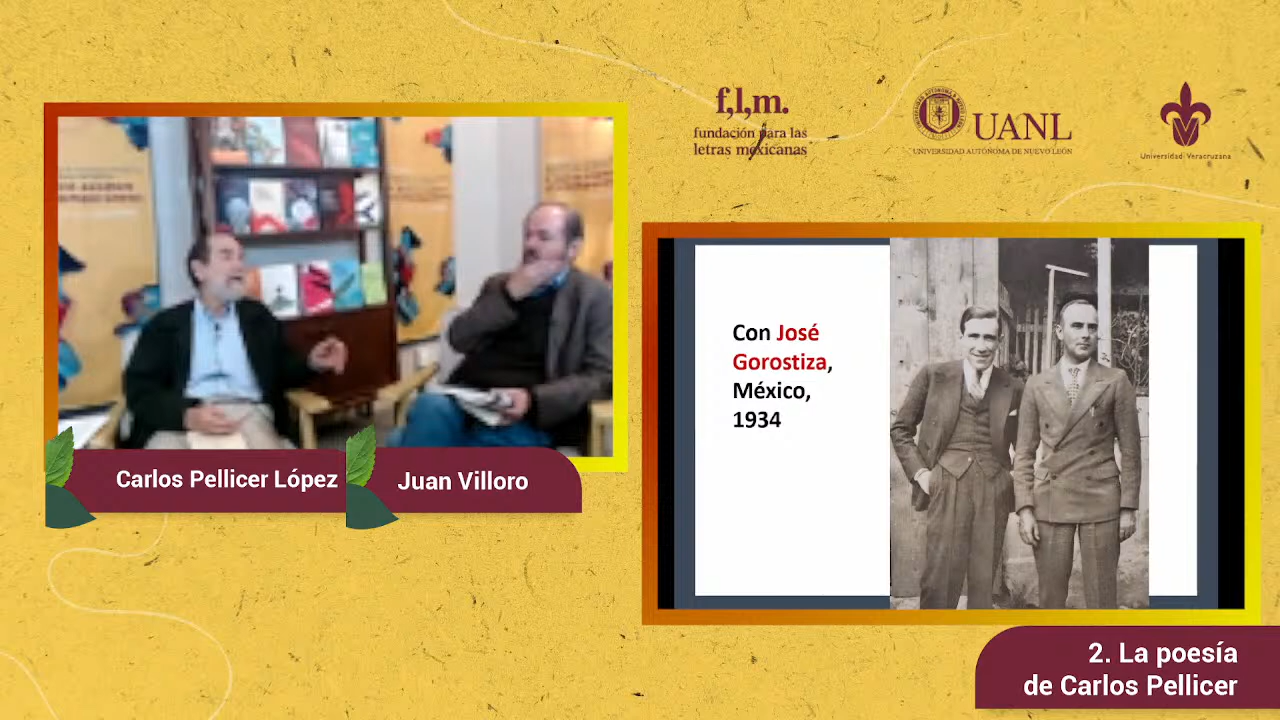 f,l,m.
fundación para las
letras mexicanas
UANL
UNIVERSIDAD AUTÓNOMA DE NUEVO LEÓN
Universidad Veracruzana
Con José
Gorostiza,
México,
1934
Carlos Pellicer López
Juan Villoro
2. La poesía
de Carlos Pellicer